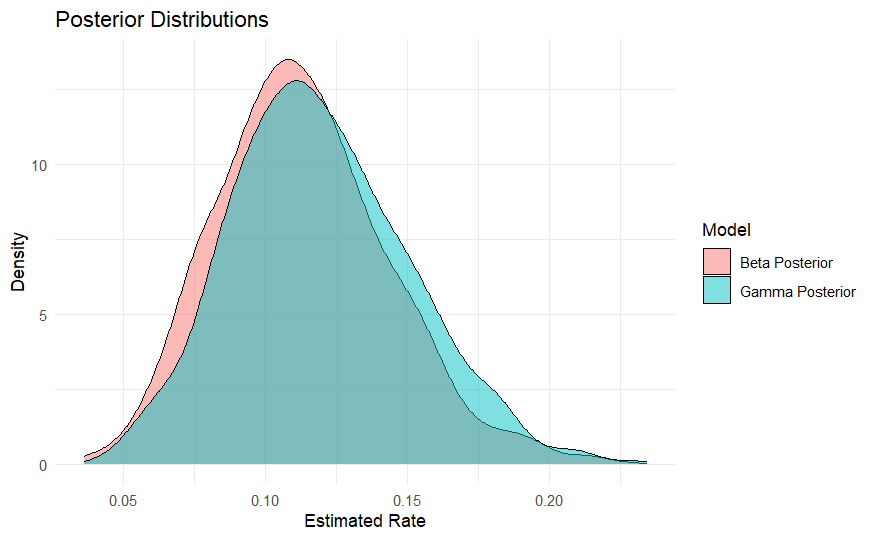 Posterior Distributions
Density
10
5
0
0.05 0.10 0.15 0.20
Estimated Rate
Model
Beta Posterior
Gamma Posterior